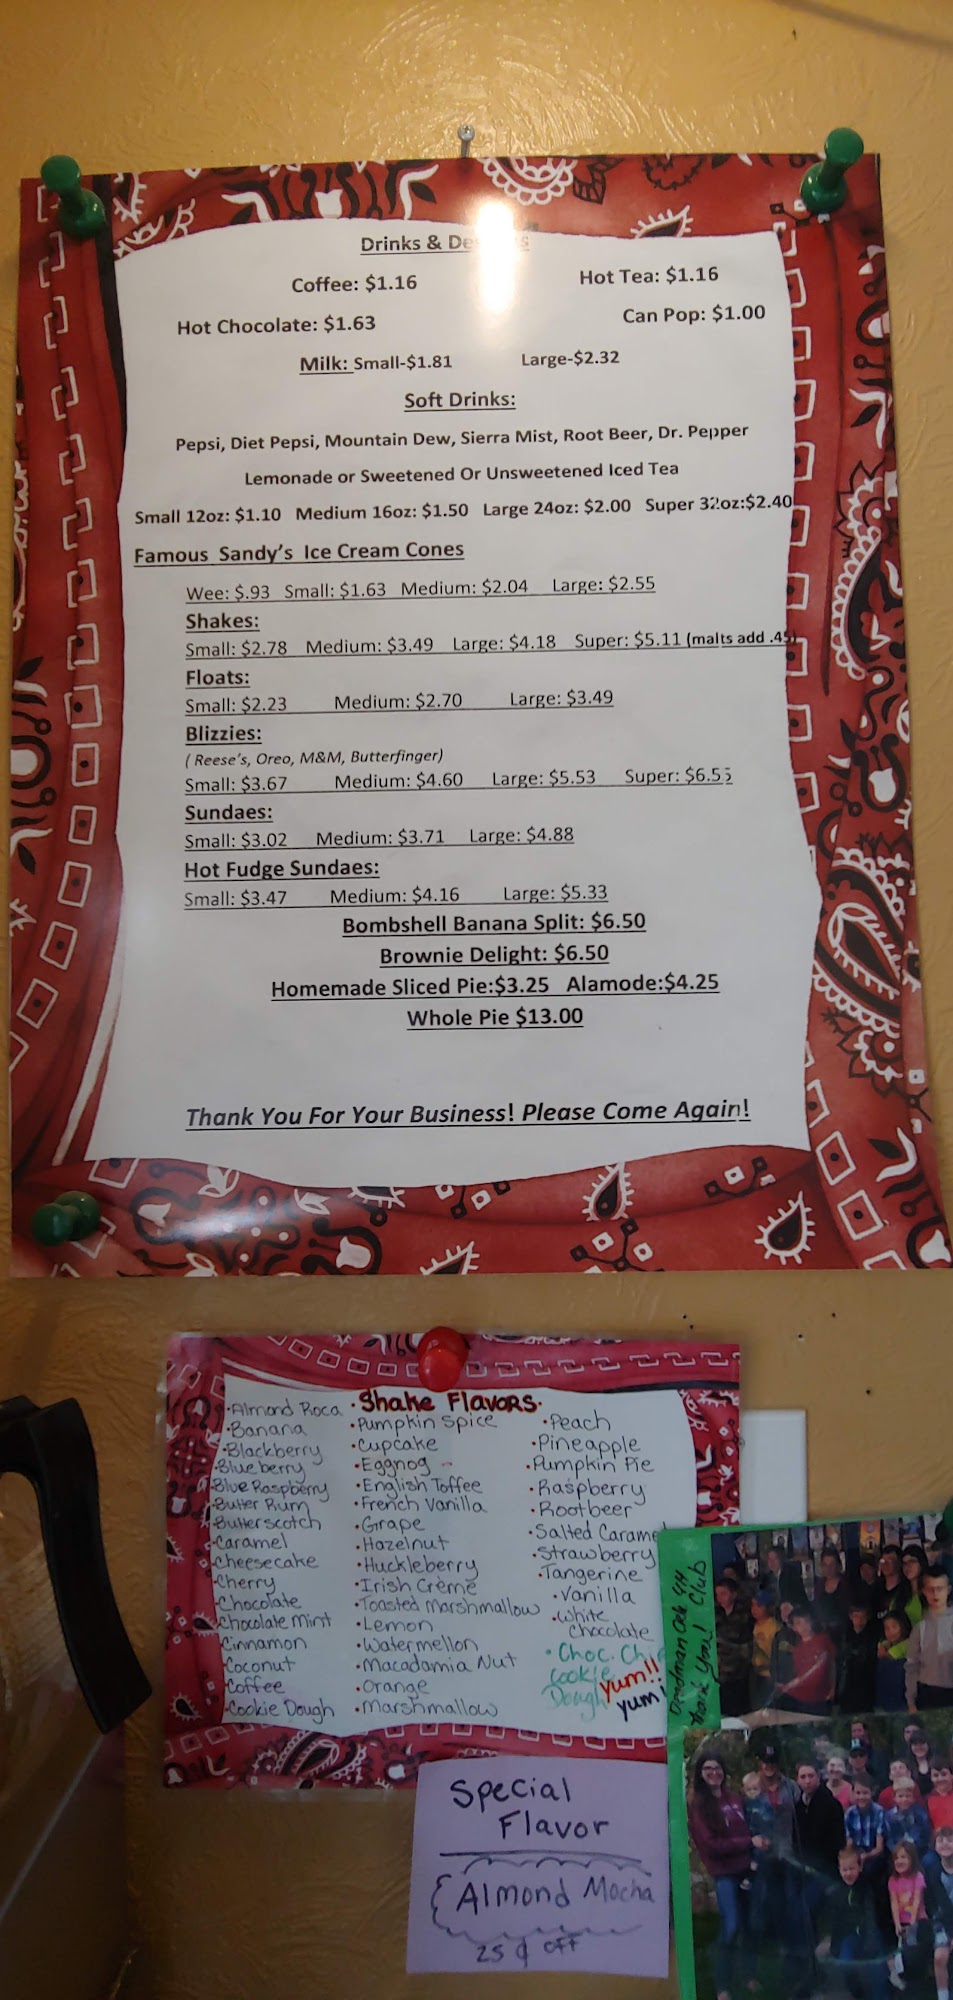 Drinks &
Coffee: $1.16 Hot Tea: $1.16
Hot Chocolate: $1.63 Can Pop: $1.00
Milk: Small-$1.81 Large-$2.32
Soft Drinks:
Pepsi, Diet Pepsi, Mountain Dew, Sierra Mist, Root Beer, Dr. Pepper
Lemonade or Sweetened Or Unsweetened Iced Tea
Small 12oz: $1.10 Medium 16oz: $1.50 Large 24oz: $2.00 Super 32oz:$2.40
Famous Sandy's Ice Cream Cones
Wee: $.93 Small: $1.63 Medium: $2.04 Large: $2.55
Shakes:
Small: $2.78 Medium: $3.49 Large: $4.18 Super: $5.11 (malts add .45)
Floats:
Small: $2.23 Medium: $2.70 Large: $3.49
Blizzies:
( Reese's, Oreo, M&M, Butterfinger)
Small: $3.67 Medium: $4.60 Large: $5.53 Super: $6.55
Sundaes:
Small: $3.02 Medium: $3.71 Large: $4.88
Hot Fudge Sundaes:
Small: $3.47 Medium: $4.16 Large: $5.33
Bombshell Banana Split: $6.50
Brownie Delight: $6.50
Homemade Sliced Pie:$3.25 Alamode:$4.25
Whole Pie $13.00
Thank You For Your Business! Please Come Again!
Shake Flavors
Almond Roca
Banana
Blackberry
Blueberry
Blue Raspberry
Butter Rum
Butterscotch
Caramel
Cheesecake
Cherry
Chocolate
Chocolate Mint
Cinnamon
Coconut
Coffee
Cookie Dough
Pumpkin Spice
Cupcake
Eggnog
English Toffee
French Vanilla
Grape
Hazelnut
Huckleberry
Irish Crème
Toasted Marshmallow
Lemon
Watermellon
Macadamia Nut
Orange
Marshmallow
Peach
Pineapple
Pumpkin Pie
Raspberry
Rootbeer
Salted Carame
Strawberry
Tangerine
Vanilla
White
Chocolate
Choc. Chi
Cookie
Dough
Yum!!
Yum!
Special
Flavor
Almond Mocha
25¢ off
Goodman Oak 4H
Thank You! Club